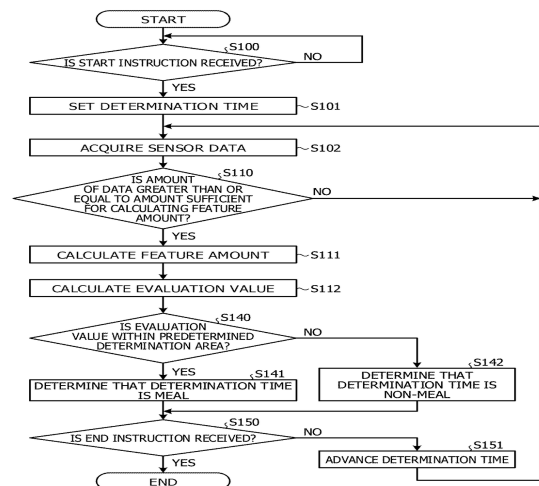 START
S100
IS START INSTRUCTION RECEIVED?
NO
YES
SET DETERMINATION TIME
S101
ACQUIRE SENSOR DATA
S102
S110
IS AMOUNT
OF DATA GREATER THAN OR
EQUAL TO AMOUNT SUFFICIENT
FOR CALCULATING FEATURE
AMOUNT?
NO
YES
CALCULATE FEATURE AMOUNT
S111
CALCULATE EVALUATION VALUE
S112
S140
IS EVALUATION
VALUE WITHIN PREDETERMINED
DETERMINATION AREA?
NO
YES
S141
DETERMINE THAT DETERMINATION TIME
IS MEAL
S142
DETERMINE THAT
DETERMINATION TIME IS
NON-MEAL
S150
IS END INSTRUCTION RECEIVED?
NO
S151
ADVANCE DETERMINATION TIME
YES
END